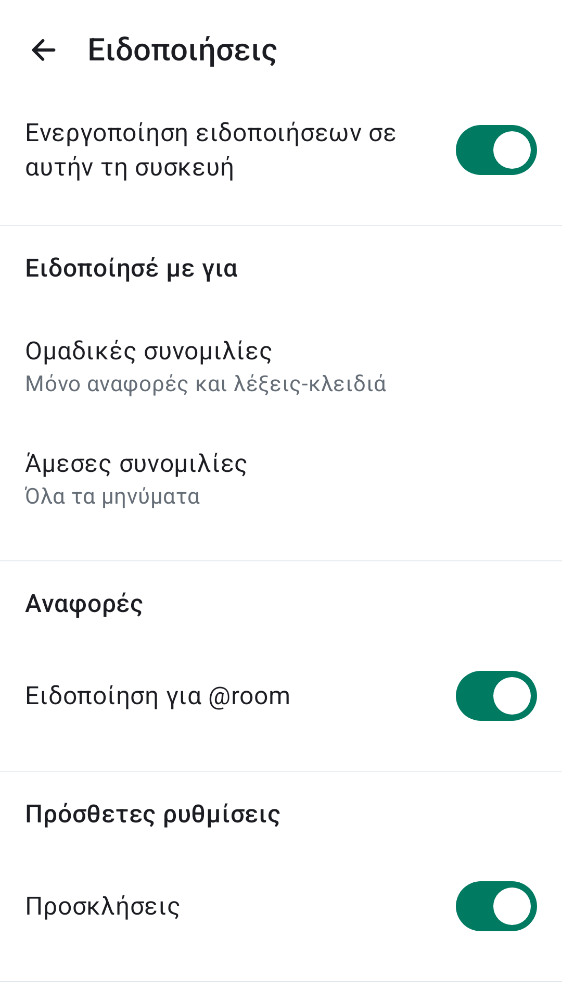 Ειδοποιήσεις
Ενεργοποίηση ειδοποιήσεων σε
αυτήν τη συσκευή
Ειδοποίησέ με για
Ομαδικές συνομιλίες
Μόνο αναφορές και λέξεις-κλειδιά
Άμεσες συνομιλίες
Όλα τα μηνύματα
Αναφορές
Ειδοποίηση για @room
Πρόσθετες ρυθμίσεις
Προσκλήσεις